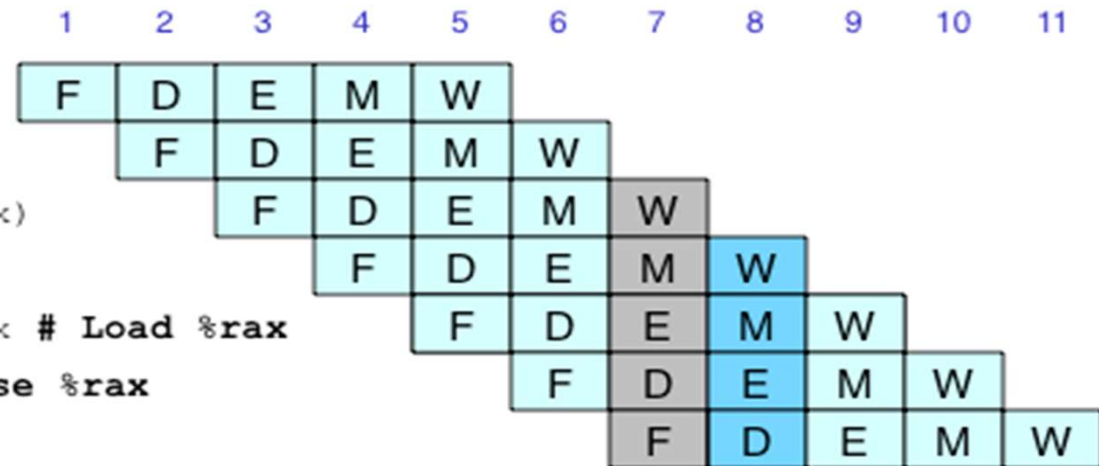 1 2 3 4 5 6 7 8 9 10 11
F D E M W
F D E M W
) F D E M W
F D E M W
# Load %rax F D E M W
%rax F D E M W
F D E M W